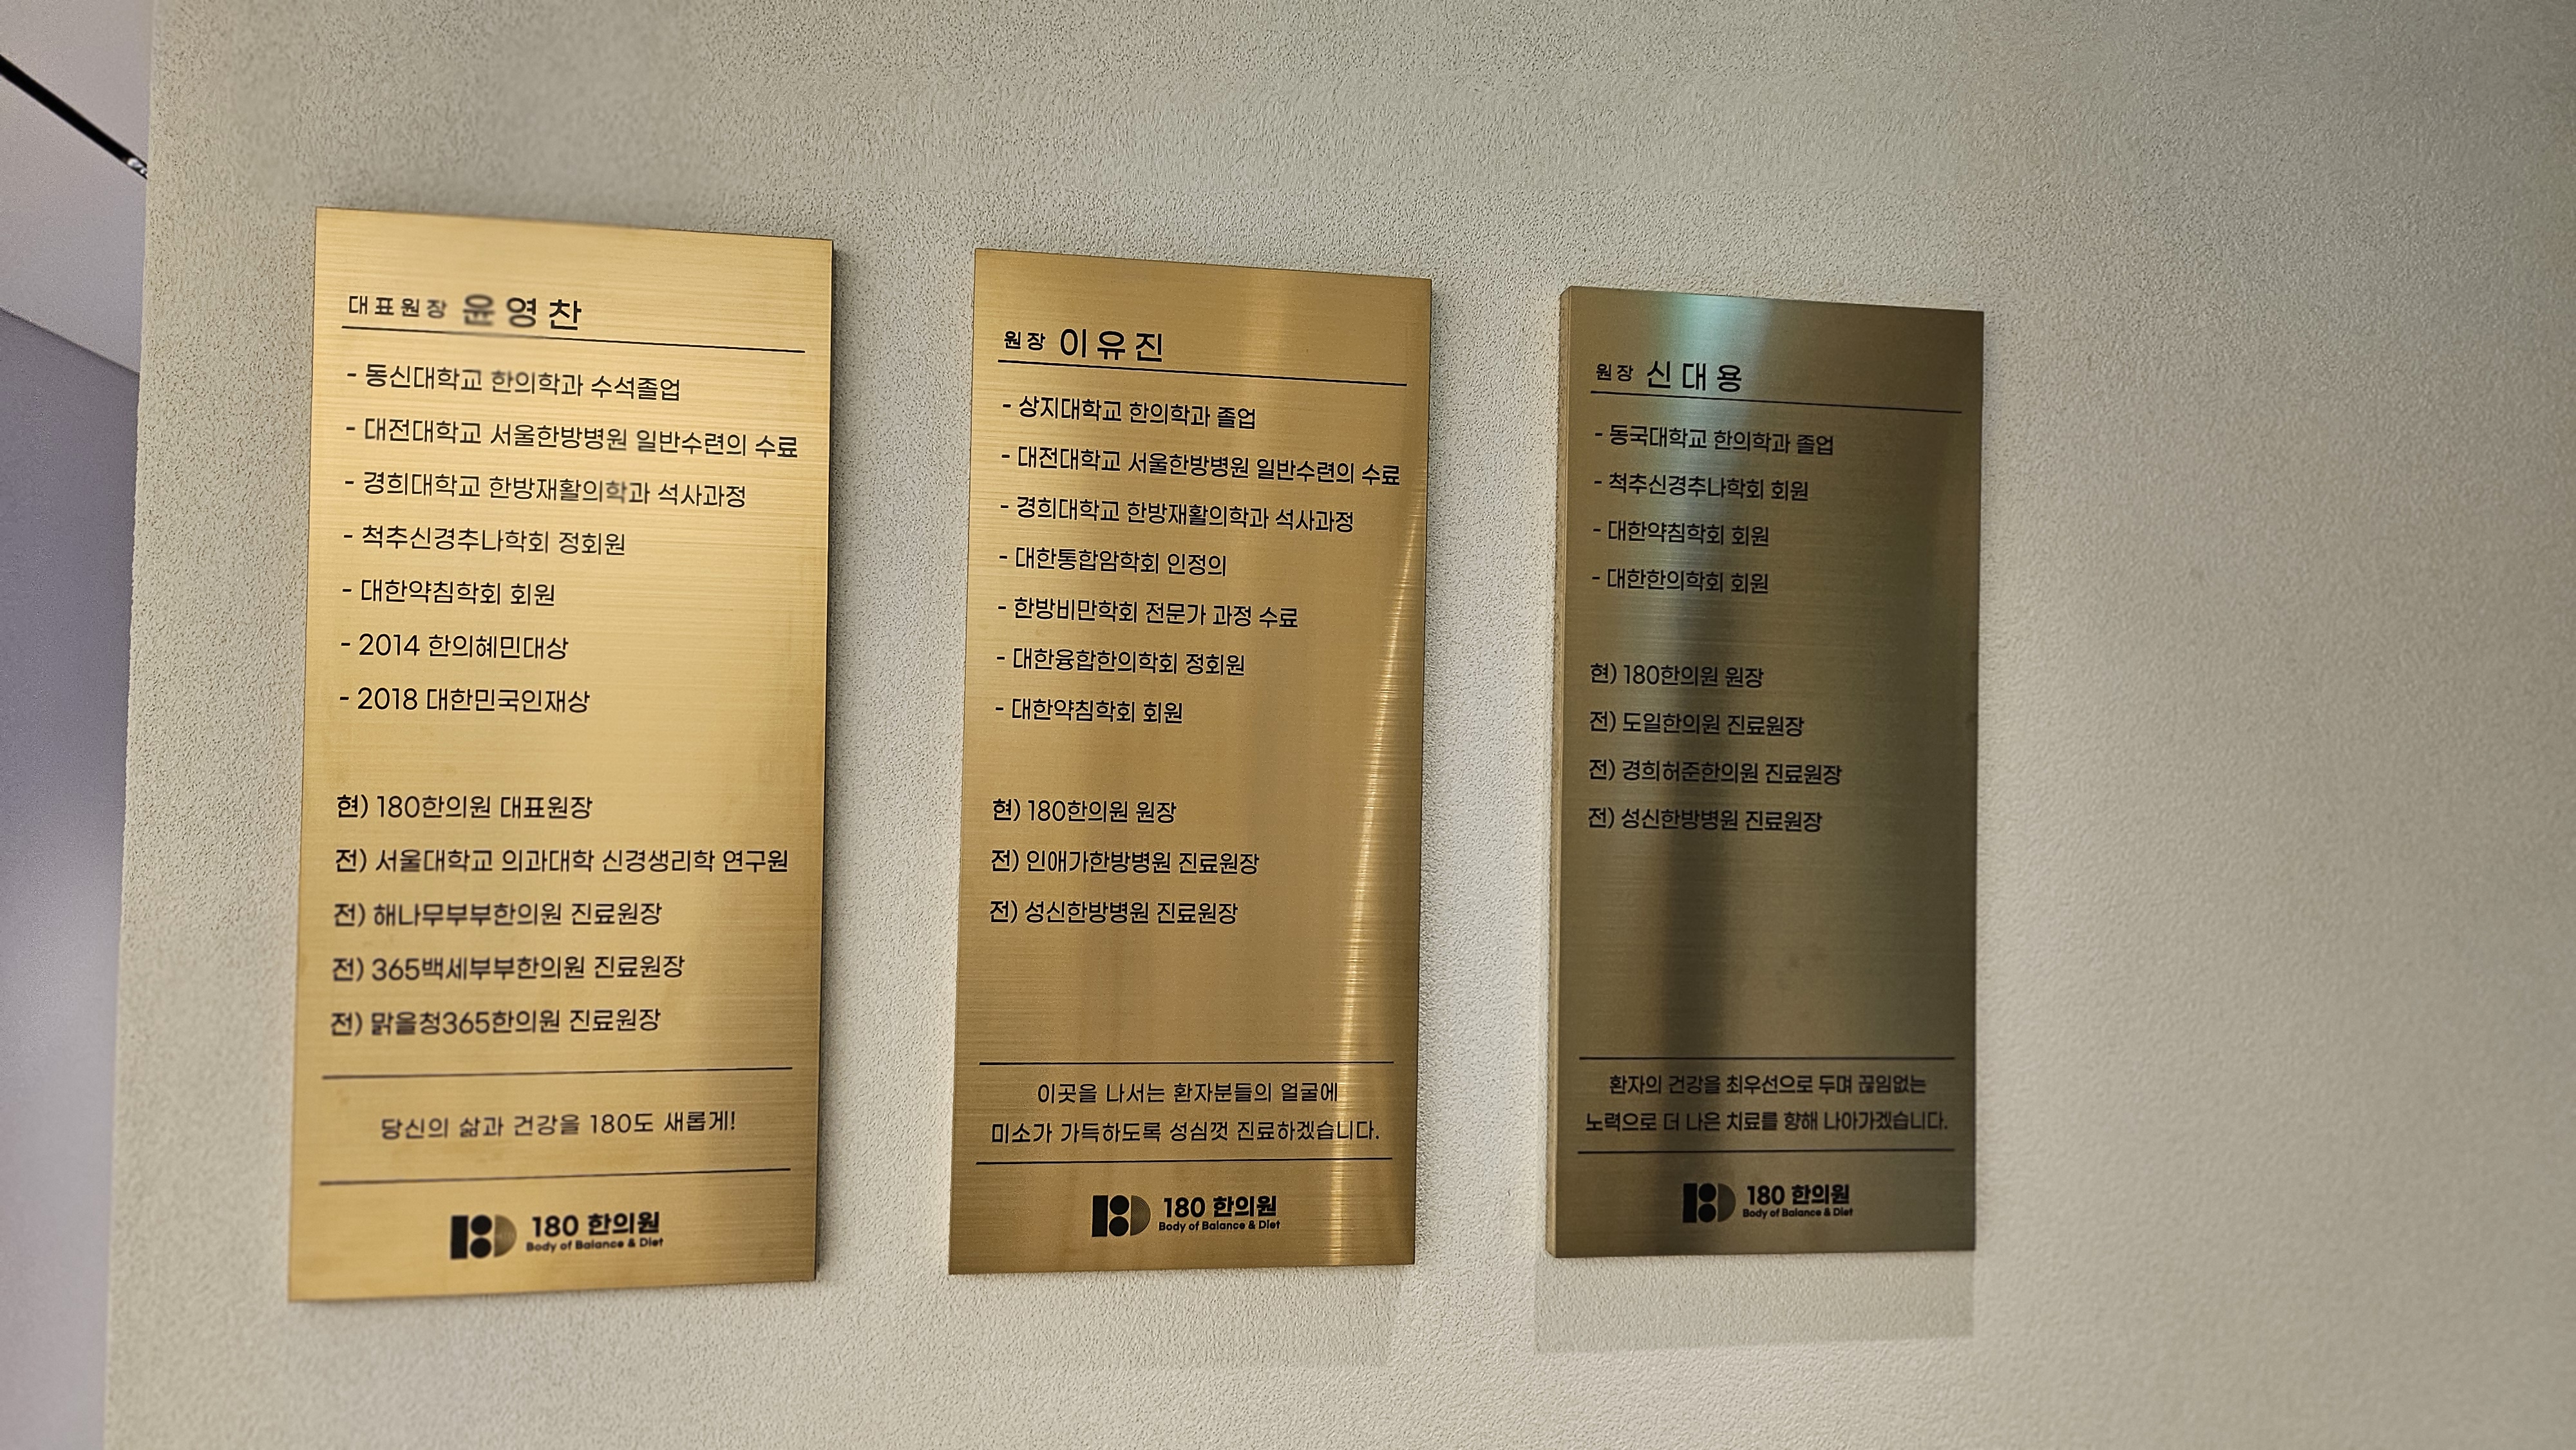 대표원장 윤영찬
- 동신대학교 한의학과 수석졸업
- 대전대학교 서울한방병원 일반수련의 수료
- 경희대학교 한방재활의학과 석사과정
- 척추신경추나학회 정회원
- 대한약침학회 회원
- 2014 한의혜민대상
- 2018 대한민국인재상
현) 180한의원 대표원장
전) 서울대학교 의과대학 신경생리학 연구원
전) 해나무부부한의원 진료원장
전) 365백세부부한의원 진료원장
전) 맑을청365한의원 진료원장
당신의 삶과 건강을 180도 새롭게!
180 한의원
Body of Balance & Diet
원장 이유진
- 상지대학교 한의학과 졸업
- 대전대학교 서울한방병원 일반수련의 수료
- 경희대학교 한방재활의학과 석사과정
- 대한통합암학회 인정의
- 한방비만학회 전문가 과정 수료
- 대한융합한의학회 정회원
- 대한약침학회 회원
현) 180한의원 원장
전) 인애가한방병원 진료원장
전) 성신한방병원 진료원장
이곳을 나서는 환자분들의 얼굴에
미소가 가득하도록 성심껏 진료하겠습니다.
180 한의원
Body of Balance & Diet
원장 신대용
- 동국대학교 한의학과 졸업
- 척추신경추나학회 회원
- 대한약침학회 회원
- 대한한의학회 회원
현) 180한의원 원장
전) 도일한의원 진료원장
전) 경희허준한의원 진료원장
전) 성신한방병원 진료원장
환자의 건강을 최우선으로 두며 끊임없는
노력으로 더 나은 치료를 향해 나아가겠습니다.
180 한의원
Body of Balance & Diet